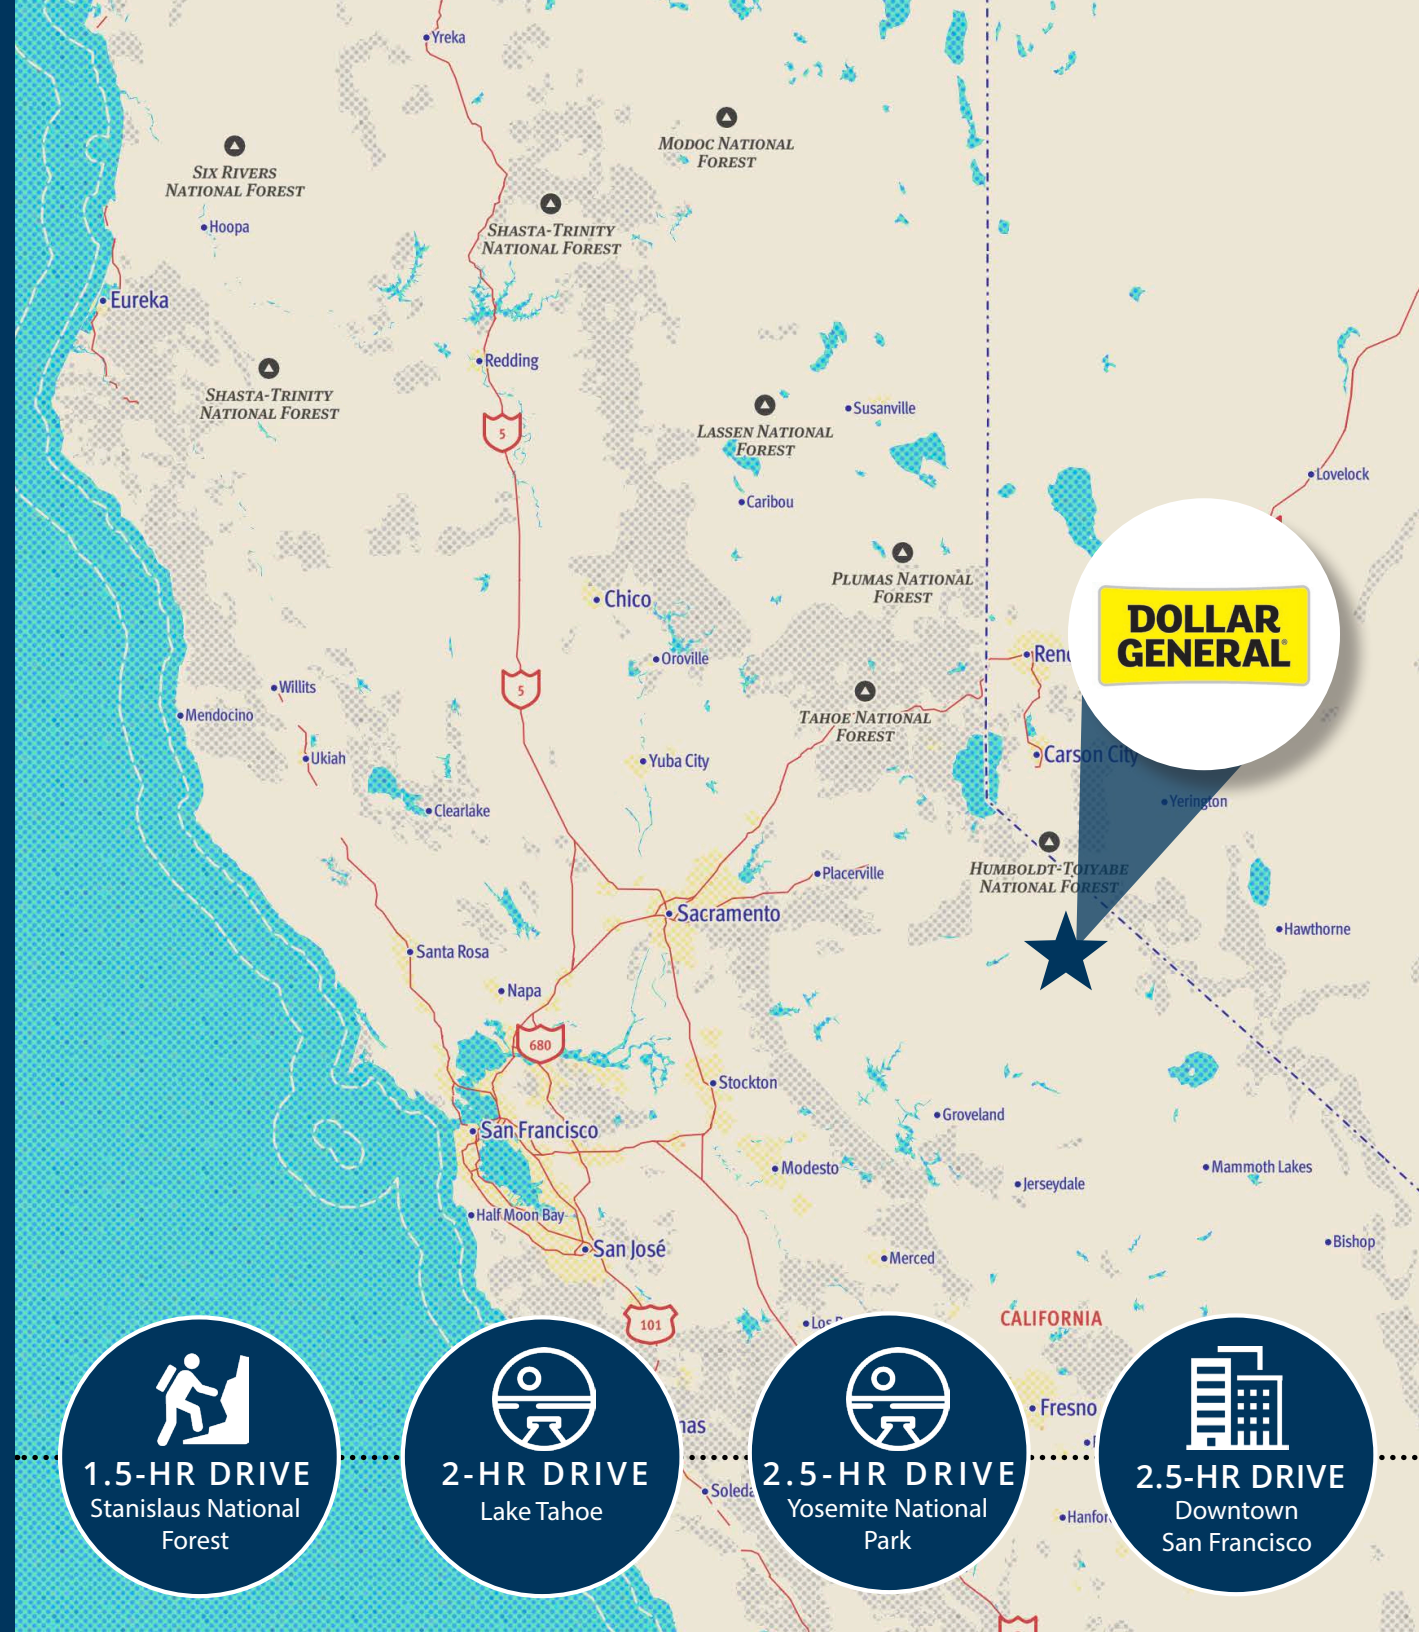 Yreka
MODOC NATIONAL
FOREST
SIX RIVERS
NATIONAL FOREST
SHASTA-TRINITY
NATIONAL FOREST
Hoopa
Eureka
Redding
SHASTA-TRINITY
NATIONAL FOREST
Susanville
5
LASSEN NATIONAL
FOREST
Lovelock
Caribou
PLUMAS NATIONAL
FOREST
Chico
DOLLAR
GENERAL®
Oroville
Willits
5
Mendocino
TAHOE NATIONAL
FOREST
Ukiah
Yuba City
Carson City
Yerington
Clearlake
Placerville
HUMBOLDT-TOIYABE
NATIONAL FOREST
Sacramento
Hawthorne
Santa Rosa
Napa
680
Stockton
Groveland
San Francisco
Modesto
Mammoth Lakes
Jerseydale
Half Moon Bay
San José
Merced
Bishop
101
CALIFORNIA
Fresno
1.5-HR DRIVE
Stanislaus National
Forest
2-HR DRIVE
Lake Tahoe
2.5-HR DRIVE
Yosemite National
Park
2.5-HR DRIVE
Downtown
San Francisco